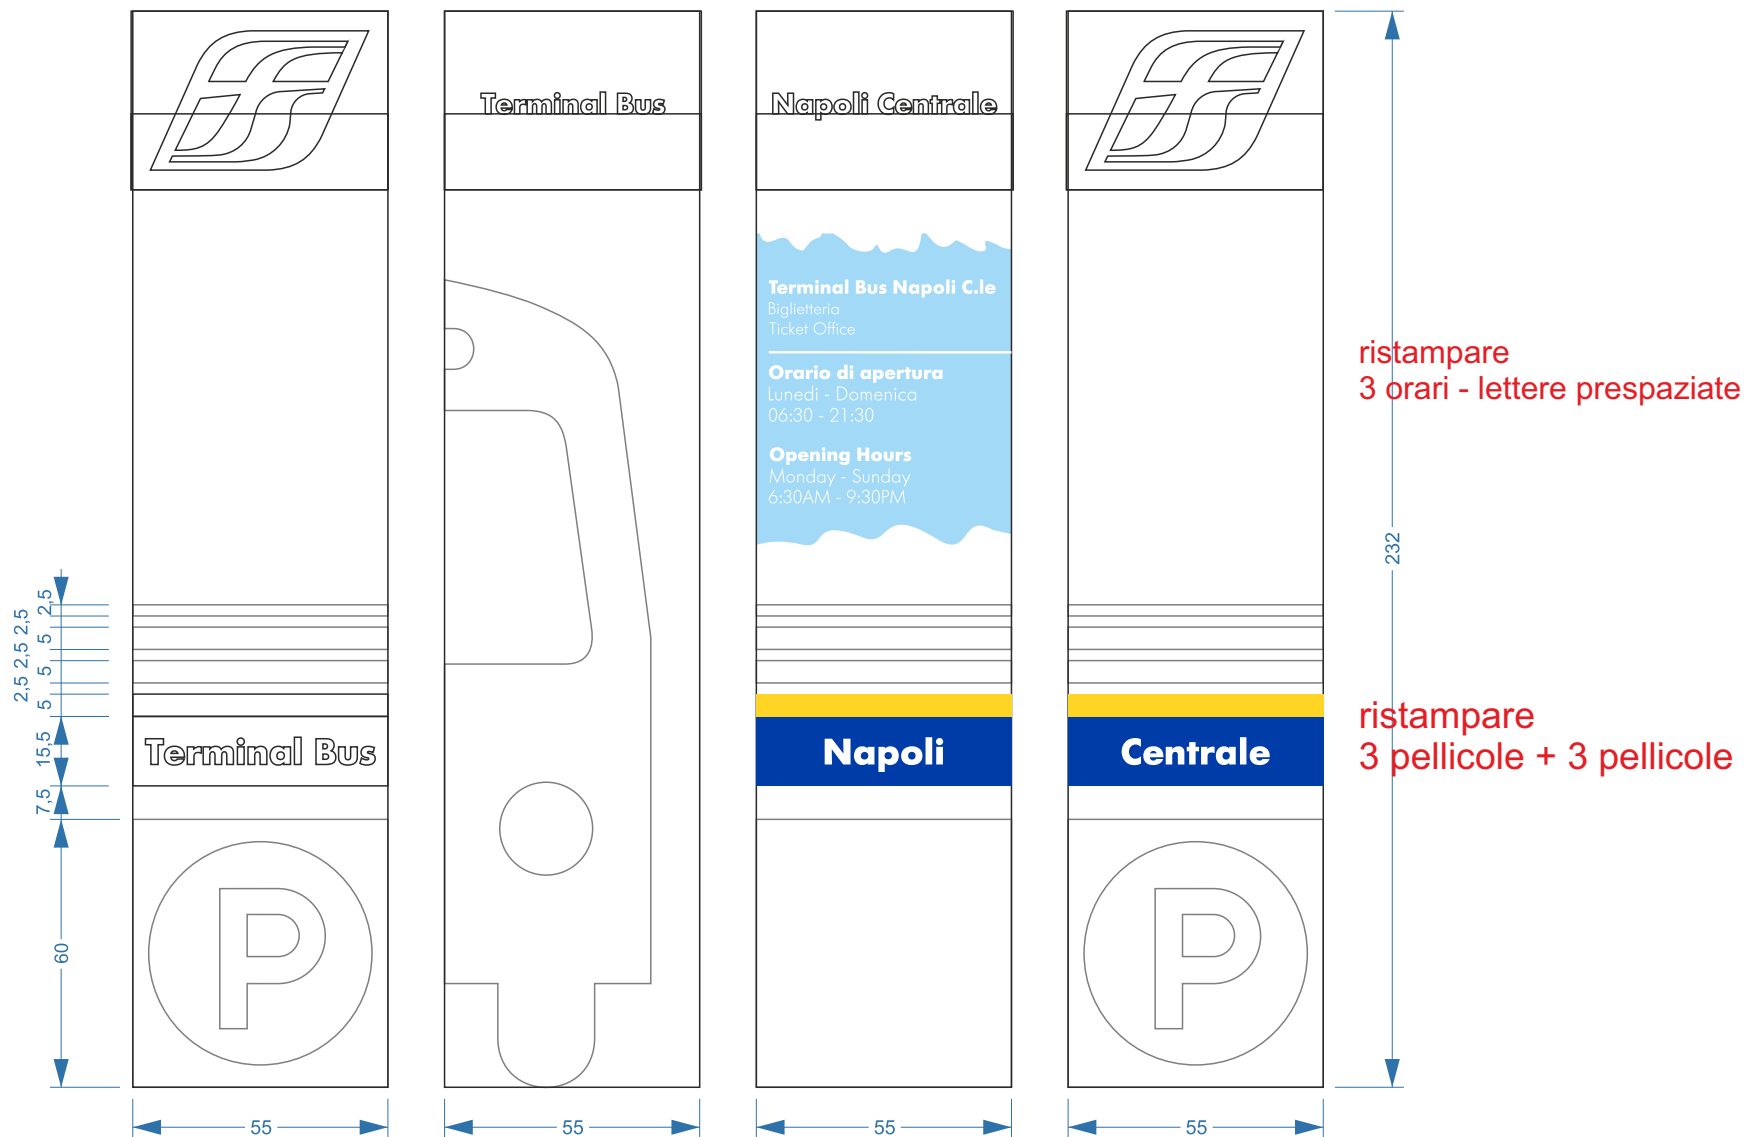 Terminal Bus
Napoli Centrale
Terminal Bus Napoli C.le
Biglietteria
Ticket Office
Orario di apertura
Lunedi - Domenica
06:30 - 21:30
Opening Hours
Monday - Sunday
6:30AM - 9:30PM
ristampare
3 orari - lettere prespaziate
232
2,5
2,5
5
2,5
5
2,5
5
15,5
7,5
60
Terminal Bus
Napoli
Centrale
ristampare
3 pellicole + 3 pellicole
P
P
55
55
55
55